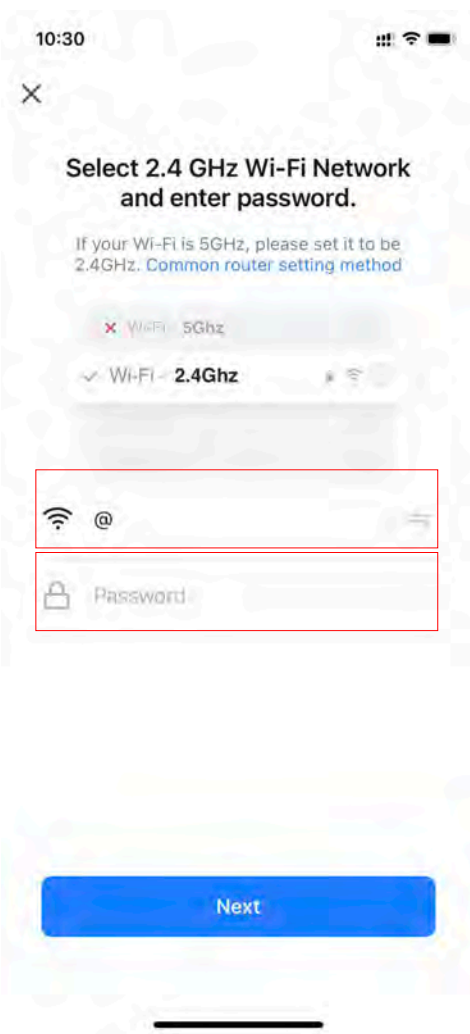 10:30
Select 2.4 GHz Wi-Fi Network
and enter password.
If your Wi-Fi is 5GHz, please set it to be
2.4GHz. Common router setting method
Wi-Fi - 5Ghz
Wi-Fi - 2.4Ghz
@
Password
Next